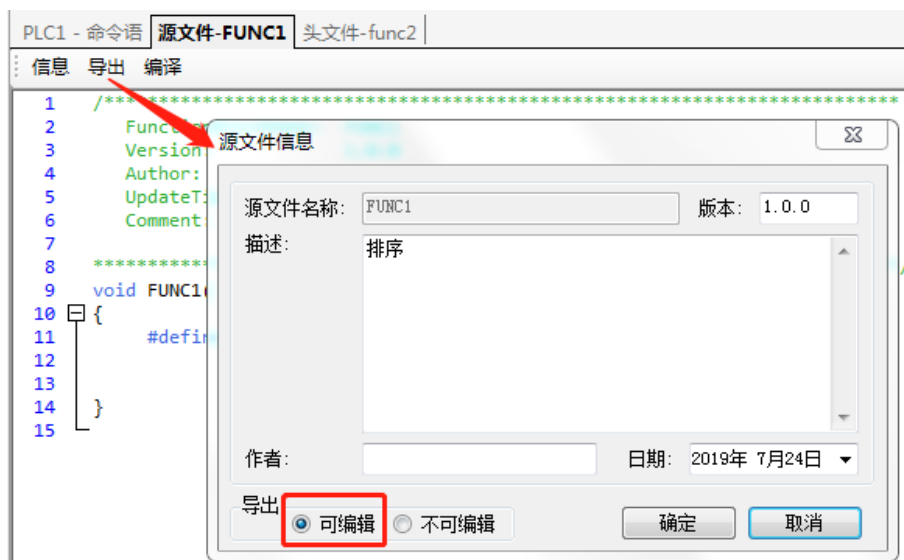 PLC1 - 命令语 源文件-FUNC1 头文件-func2
信息 导出 编译
1 /****************************************************************************
2
3 Version
4 Author:
5
6 Comment:
7
8
9 void FUNC1(
10 {
11
12
13
14 }
15
源文件信息
源文件名称: FUNC1 版本: 1.0.0
描述: 排序
作者: 日期: 2019年 7月24日
导出
可编辑 不可编辑 确定 取消